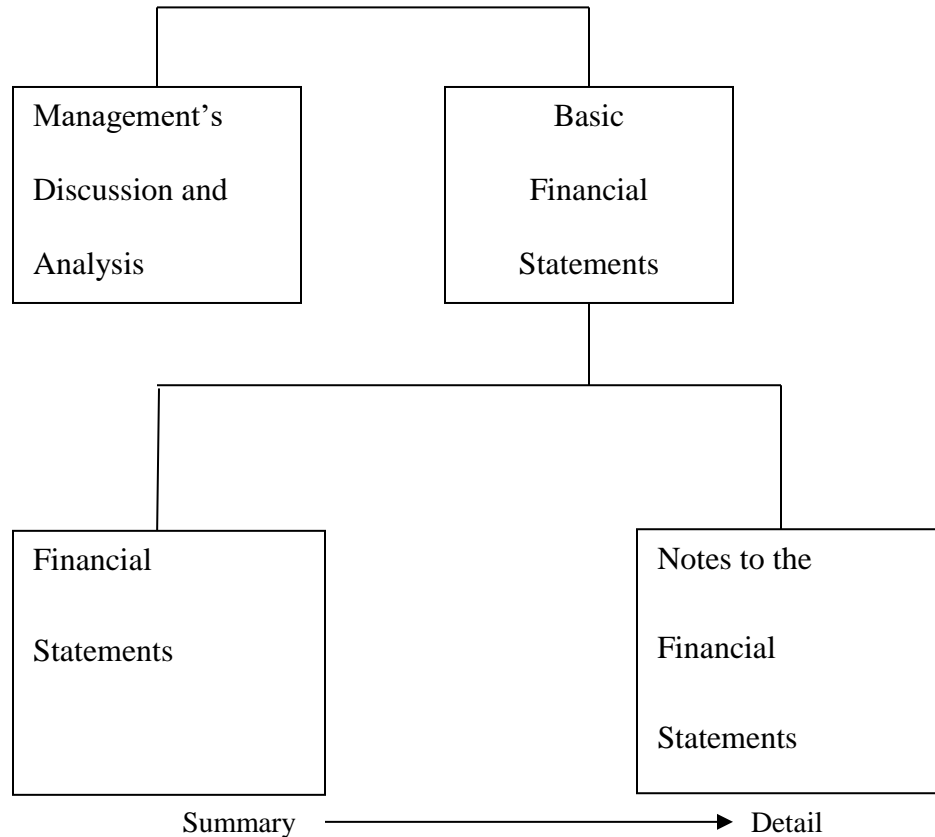 Management’s
Discussion and
Analysis
Basic
Financial
Statements
Financial
Statements
Notes to the
Financial
Statements
Summary
Detail